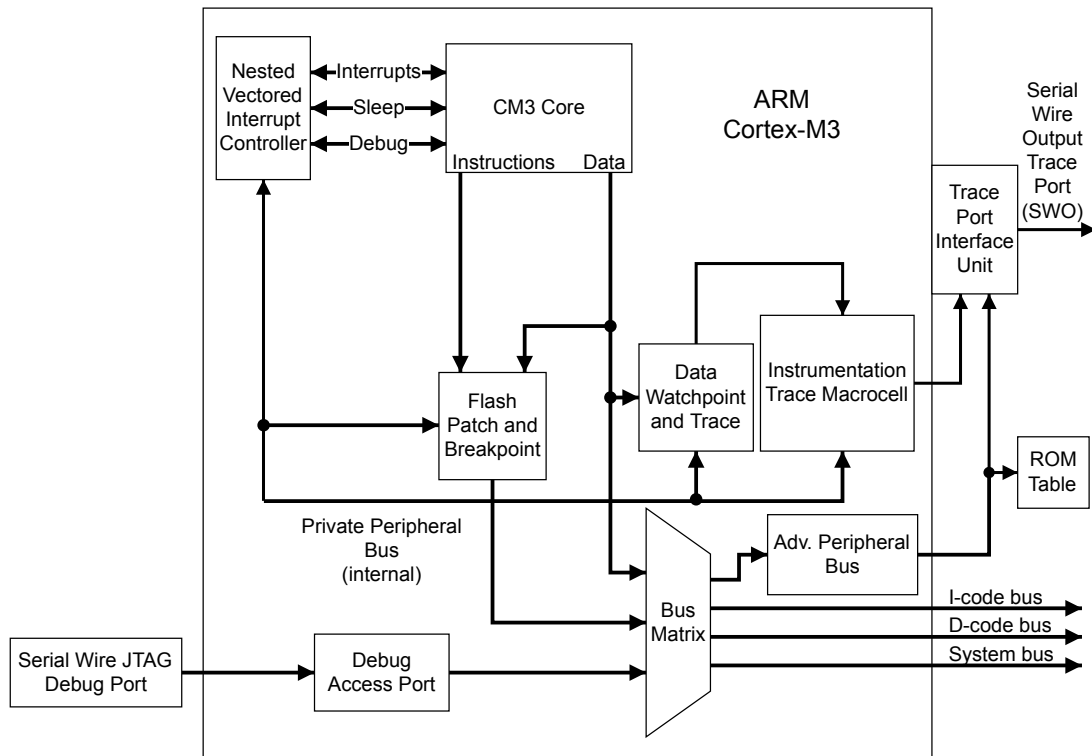 Nested
Vectored
Interrupt
Controller
Interrupts
Sleep
Debug
CM3 Core
Instructions
Data
ARM
Cortex-M3
Serial
Wire
Output
Trace
Port
(SWO)
Trace
Port
Interface
Unit
Flash
Patch and
Breakpoint
Data
Watchpoint
and Trace
Instrumentation
Trace Macrocell
ROM
Table
Private Peripheral
Bus
(internal)
Adv. Peripheral
Bus
Bus
Matrix
I-code bus
D-code bus
System bus
Serial Wire JTAG
Debug Port
Debug
Access Port